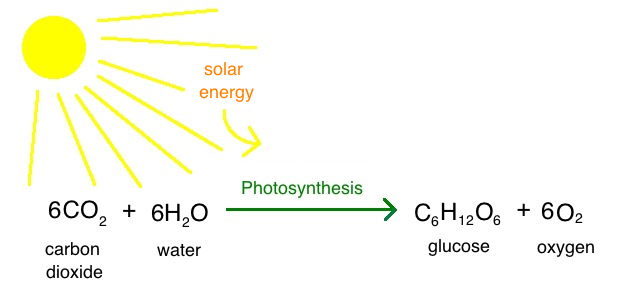 solar
energy
Photosynthesis
6CO₂ + 6H₂O C₆H₁₂O₆ + 6O₂
carbon
dioxide
water
glucose
oxygen